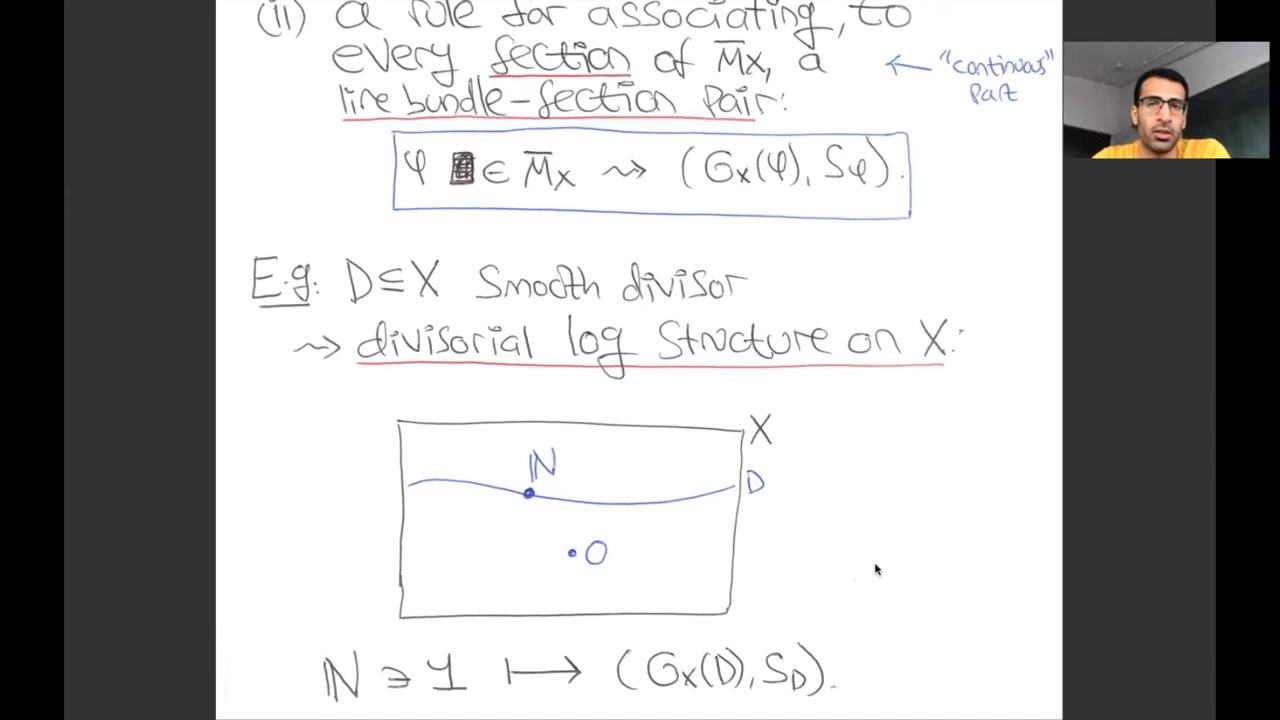 (ii) a rule for associating, to
every section of M̅x, a
line bundle-section pair:
← "continuous"
part
φ ∈ M̅x ⇝ (Ox(φ), Sφ).
E.g. D ⊆ X smooth divisor
⇝ divisorial log structure on X:
X
ℕ
D
0
ℕ ∋ 1 ⟼ (Ox(D), SD).